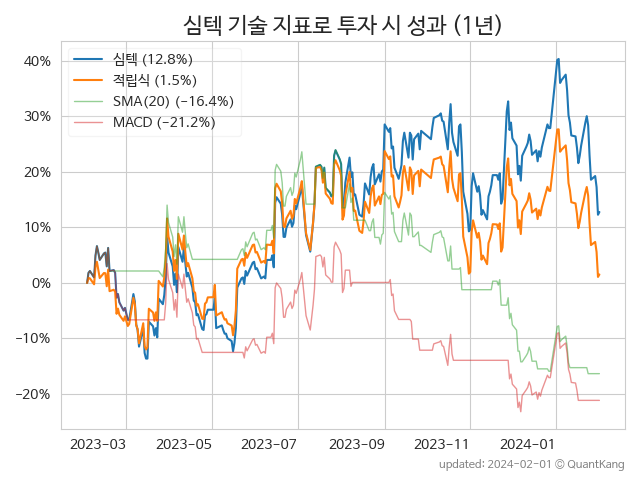 심텍 기술 지표로 투자 시 성과 (1년)
심텍 (12.8%)
적립식 (1.5%)
SMA(20) (−16.4%)
MACD (−21.2%)
40%
30%
20%
10%
0%
−10%
−20%
2023-03 2023-05 2023-07 2023-09 2023-11 2024-01
updated: 2024-02-01 © QuantKang